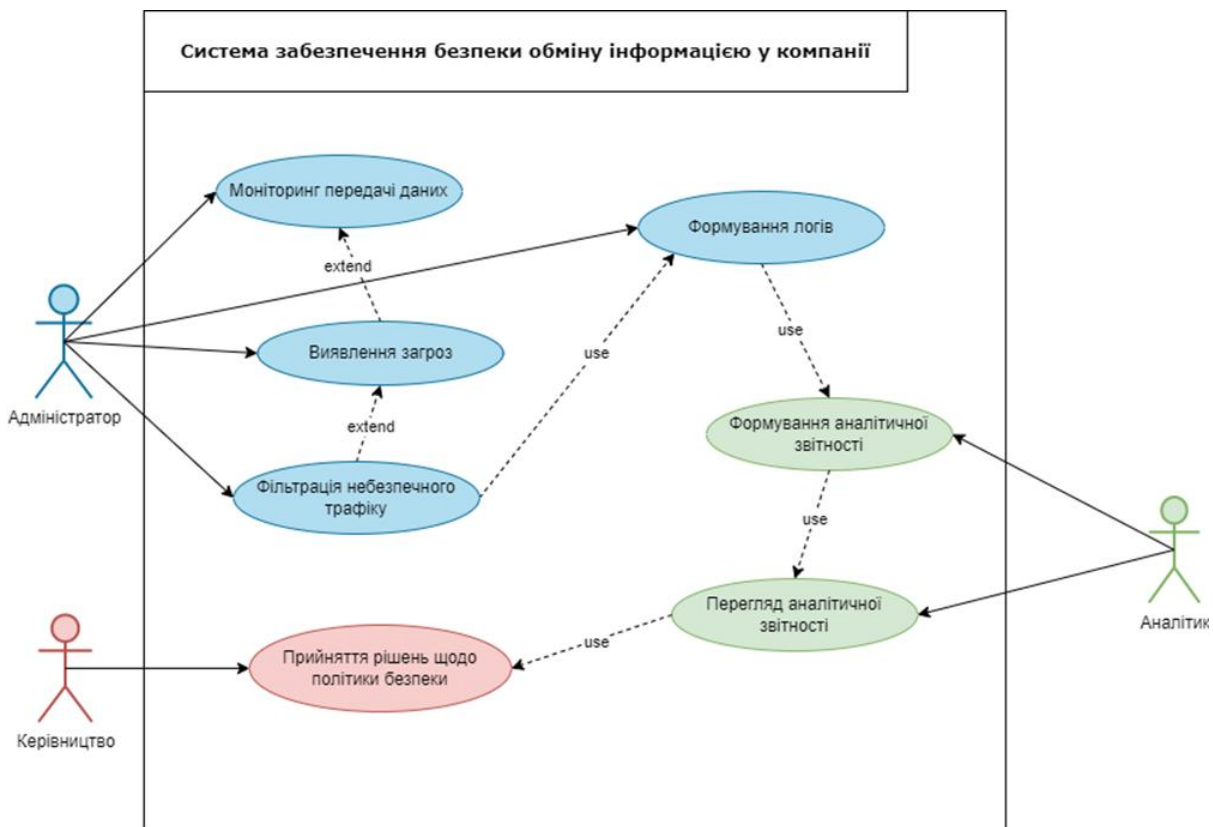 Система забезпечення безпеки обміну інформацією у компанії
Моніторинг передачі даних
Формування логів
extend
use
Виявлення загроз
use
Адміністратор
extend
Формування аналітичної
звітності
Фільтрація небезпечного
трафіку
use
Перегляд аналітичної
звітності
Аналітик
use
Прийняття рішень щодо
політики безпеки
Керівництво